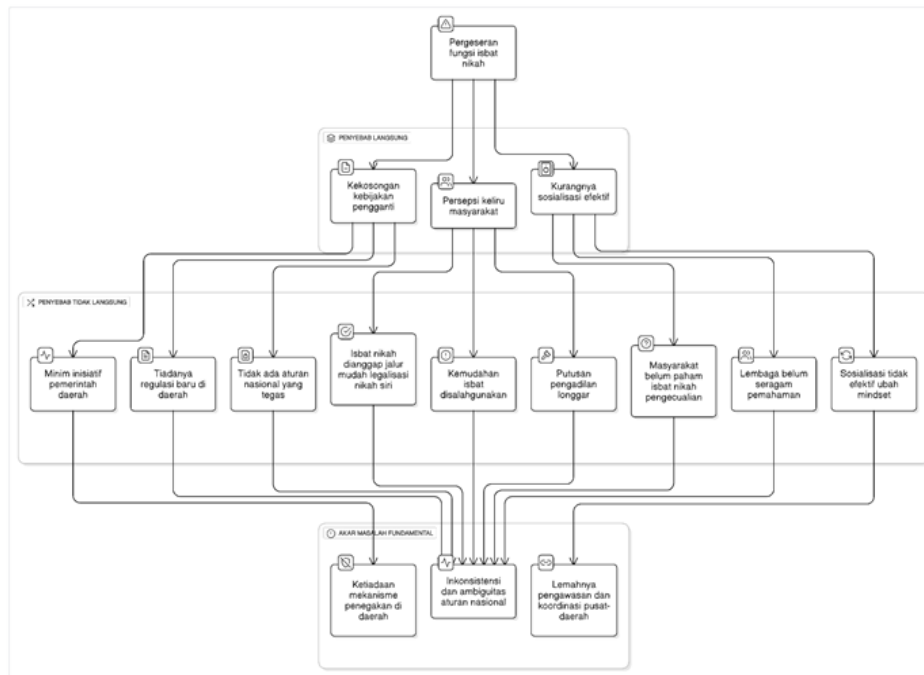 Pergeseran
fungsi isbat
nikah
PENYEBAB LANGSUNG
Kekosongan
kebijakan
pengganti
Persepsi keliru
masyarakat
Kurangnya
sosialisasi efektif
PENYEBAB TIDAK LANGSUNG
Minim inisiatif
pemerintah
daerah
Tiadanya
regulasi baru di
daerah
Tidak ada aturan
nasional yang
tegas
Isbat nikah
dianggap jalur
mudah legalisasi
nikah siri
Kemudahan
isbat
disalahgunakan
Putusan
pengadilan
longgar
Masyarakat
belum paham
isbat nikah
pengecualian
Lembaga belum
seragam
pemahaman
Sosialisasi tidak
efektif ubah
mindset
AKAR MASALAH FUNDAMENTAL
Ketiadaan
mekanisme
penegakan di
daerah
Inkonsistensi
dan ambiguitas
aturan nasional
Lemahnya
pengawasan dan
koordinasi pusat-
daerah